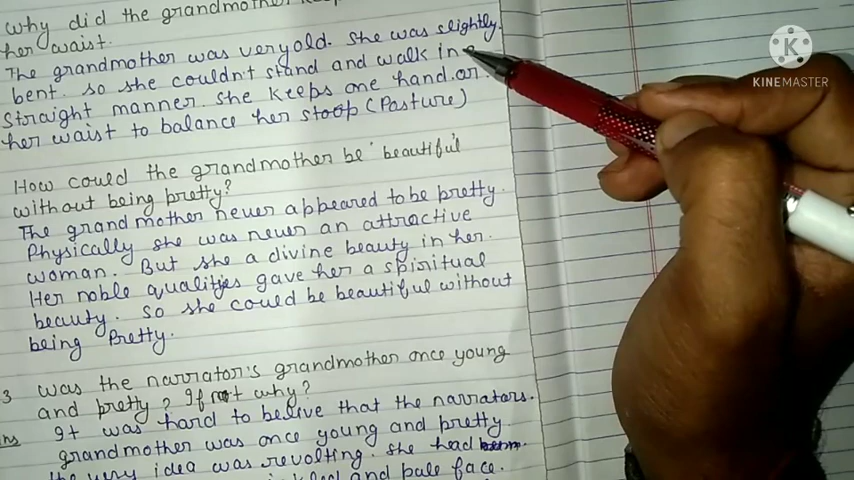 why did the grandmother keep
her waist.
The grandmother was very old. She was slightly.
bent. so she couldn't stand and walk in a
straight manner. she keeps one hand.on.
her waist to balance her stoop (Pasture)
How could the grandmother be 'beautiful'
without being pretty?
The grandmother never appeared to be pretty.
Physically she was never an attractive
woman. But she a divine beauty in her.
Her noble qualities gave her a spiritual
beauty. so she could be beautiful without
being Pretty.
3 was the narrator's grandmother once young
and pretty? If not why?
Ans It was hard to belive that the narrators.
grandmother was once young and pretty.
the very idea was revolting. she had
and pale face.
K
KINEMASTER